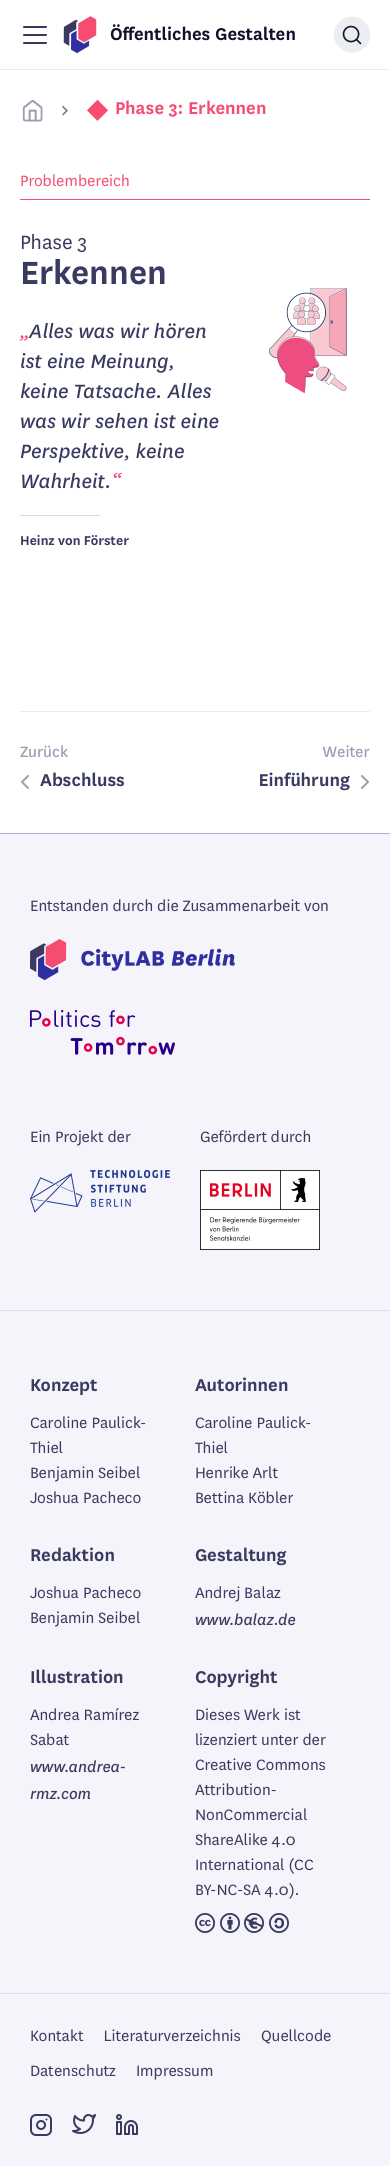 Öffentliches Gestalten
Phase 3: Erkennen
Problembereich
Phase 3
Erkennen
„Alles was wir hören
ist eine Meinung,
keine Tatsache. Alles
was wir sehen ist eine
Perspektive, keine
Wahrheit.“
Heinz von Förster
Zurück
Abschluss
Weiter
Einführung
Entstanden durch die Zusammenarbeit von
CityLAB Berlin
Politics for
Tomorrow
Ein Projekt der
TECHNOLOGIE
STIFTUNG
BERLIN
Gefördert durch
BERLIN
Der Regierende Bürgermeister
von Berlin
Senatskanzlei
Konzept
Caroline Paulick-
Thiel
Benjamin Seibel
Joshua Pacheco
Autorinnen
Caroline Paulick-
Thiel
Henrike Arlt
Bettina Köbler
Redaktion
Joshua Pacheco
Benjamin Seibel
Gestaltung
Andrej Balaz
www.balaz.de
Illustration
Andrea Ramírez
Sabat
www.andrea-
rmz.com
Copyright
Dieses Werk ist
lizenziert unter der
Creative Commons
Attribution-
NonCommercial
ShareAlike 4.0
International (CC
BY-NC-SA 4.0).
Kontakt Literaturverzeichnis Quellcode
Datenschutz Impressum